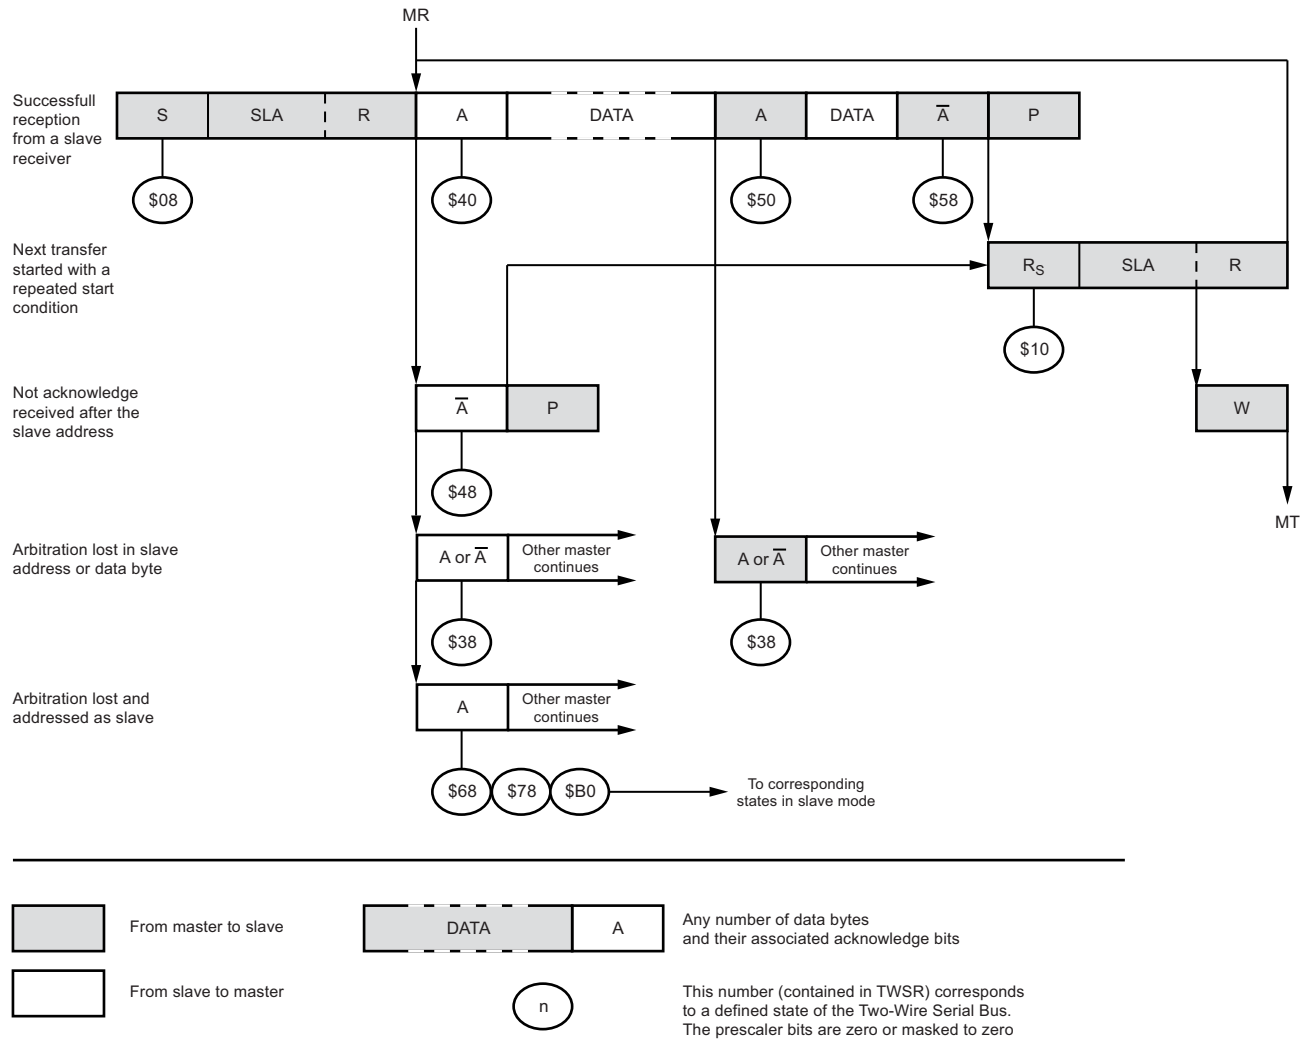 MR
Successfull
reception
from a slave
receiver
S SLA R A DATA A DATA A̅ P
$08 $40 $50 $58
Next transfer
started with a
repeated start
condition
RS SLA R
$10
Not acknowledge
received after the
slave address
A̅ P
W
$48
MT
Arbitration lost in slave
address or data byte
A or A̅
Other master
continues
A or A̅
Other master
continues
$38 $38
Arbitration lost and
addressed as slave
A
Other master
continues
$68 $78 $B0
To corresponding
states in slave mode
From master to slave
DATA A
Any number of data bytes
and their associated acknowledge bits
From slave to master
n
This number (contained in TWSR) corresponds
to a defined state of the Two-Wire Serial Bus.
The prescaler bits are zero or masked to zero